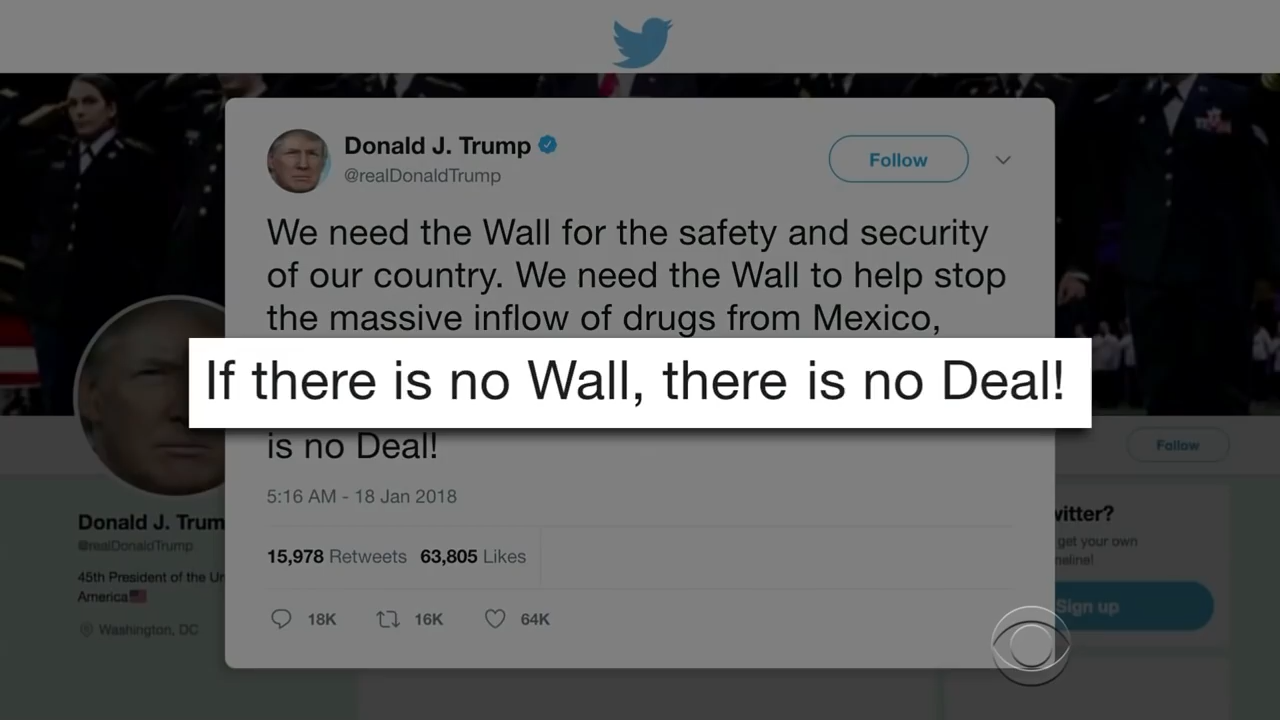 Donald J. Trump
@realDonaldTrump
Follow
We need the Wall for the safety and security
of our country. We need the Wall to help stop
the massive inflow of drugs from Mexico,
If there is no Wall, there is no Deal!
is no Deal!
5:16 AM - 18 Jan 2018
15,978 Retweets 63,805 Likes
18K 16K 64K
Donald J. Trum
@realDonaldTrump
45th President of the Un
America
Washington, DC
Follow
witter?
get your own
meline!
Sign up